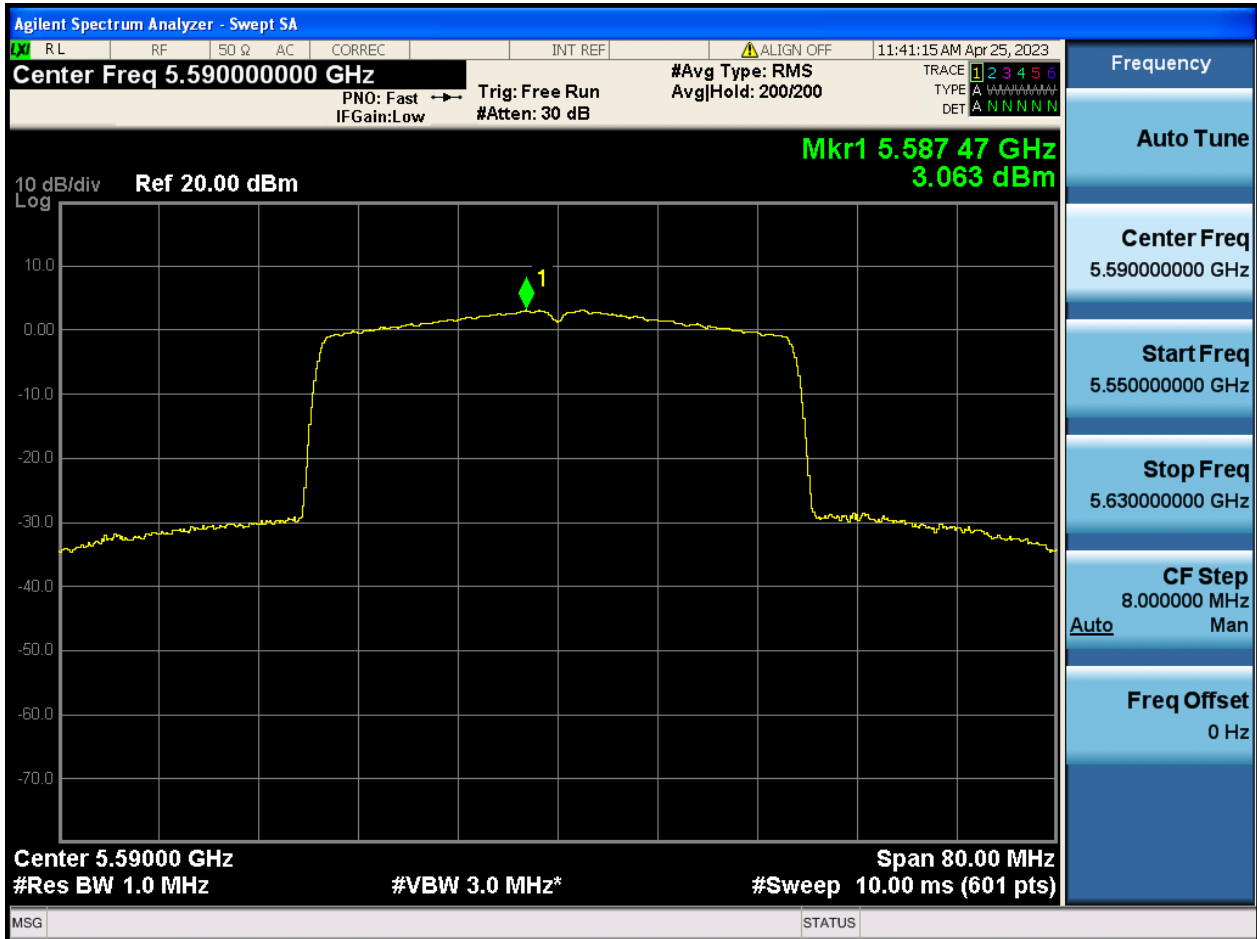 Agilent Spectrum Analyzer - Swept SA
LXI RL RF 50 Ω AC CORREC INT REF ALIGN OFF 11:41:15 AM Apr 25, 2023
Center Freq 5.590000000 GHz
PNO: Fast
IFGain:Low
Trig: Free Run
#Atten: 30 dB
#Avg Type: RMS
Avg|Hold: 200/200
TRACE 1 2 3 4 5 6
TYPE A WWWWWW
DET A N N N N N
Mkr1 5.587 47 GHz
3.063 dBm
10 dB/div Ref 20.00 dBm
Log
10.0
0.00
-10.0
-20.0
-30.0
-40.0
-50.0
-60.0
-70.0
1
Center 5.59000 GHz Span 80.00 MHz
#Res BW 1.0 MHz #VBW 3.0 MHz* #Sweep 10.00 ms (601 pts)
MSG STATUS
Frequency
Auto Tune
Center Freq
5.590000000 GHz
Start Freq
5.550000000 GHz
Stop Freq
5.630000000 GHz
CF Step
8.000000 MHz
Auto Man
Freq Offset
0 Hz